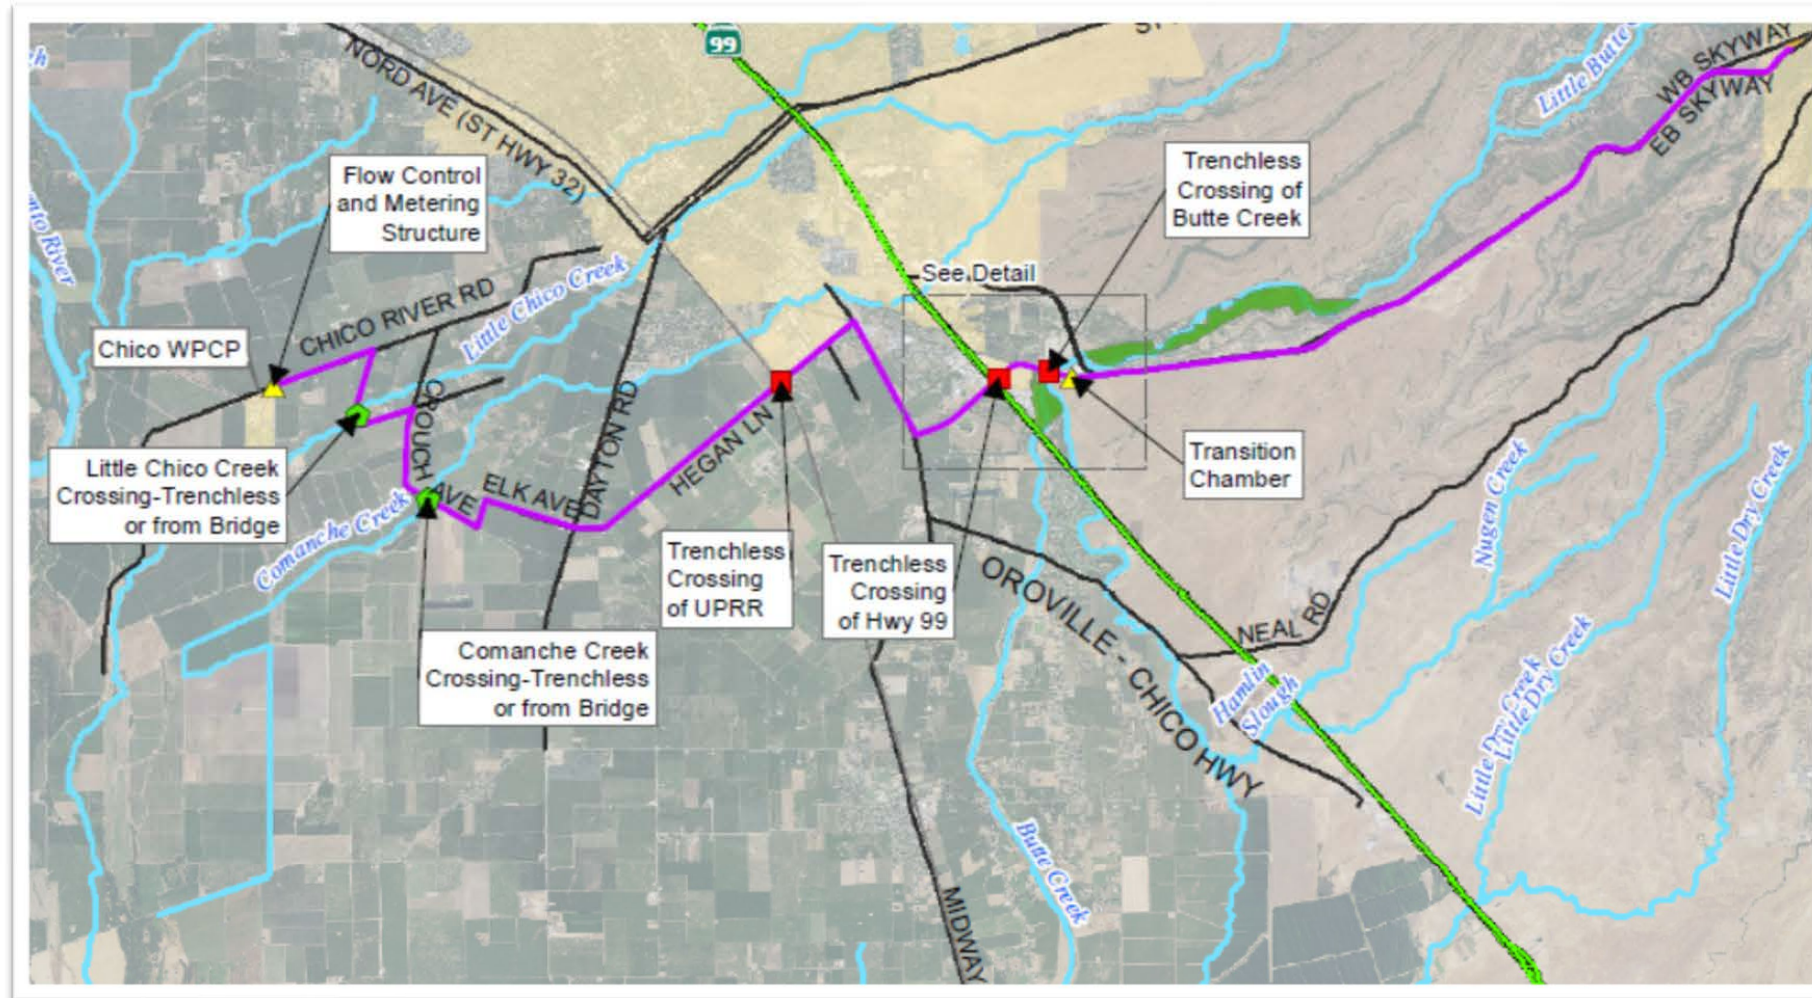 99
NORD AVE (ST HWY 32)
Little Butte
WB SKYWAY
EB SKYWAY
Trenchless
Crossing of
Butte Creek
Flow Control
and Metering
Structure
See Detail
Little Chico Creek
CHICO RIVER RD
Chico WPCP
CROUCH AVE
DAYTON RD
ELK AVE
HEGAN LN
Transition
Chamber
Little Chico Creek
Crossing-Trenchless
or from Bridge
Comanche Creek
Trenchless
Crossing
of UPRR
Trenchless
Crossing
of Hwy 99
Comanche Creek
Crossing-Trenchless
or from Bridge
OROVILLE - CHICO HWY
NEAL RD
Hamlin
Slough
Nugen Creek
Little Dry Creek
Little Dry Creek
Little Dry Creek
Butte Creek
MIDWAY
River